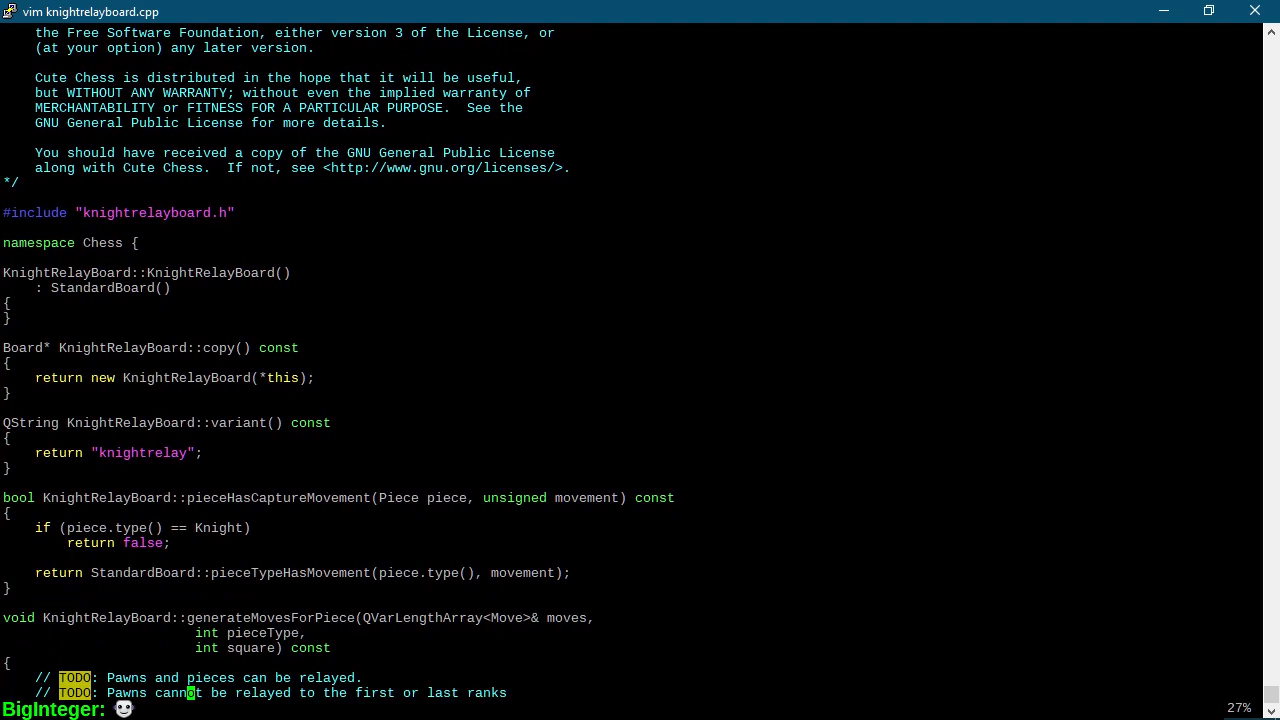 vim knightrelayboard.cpp
the Free Software Foundation, either version 3 of the License, or
(at your option) any later version.
Cute Chess is distributed in the hope that it will be useful,
but WITHOUT ANY WARRANTY; without even the implied warranty of
MERCHANTABILITY or FITNESS FOR A PARTICULAR PURPOSE.  See the
GNU General Public License for more details.
You should have received a copy of the GNU General Public License
along with Cute Chess.  If not, see <http://www.gnu.org/licenses/>.
*/
#include "knightrelayboard.h"
namespace Chess {
KnightRelayBoard::KnightRelayBoard()
    : StandardBoard()
{
}
Board* KnightRelayBoard::copy() const
{
    return new KnightRelayBoard(*this);
}
QString KnightRelayBoard::variant() const
{
    return "knightrelay";
}
bool KnightRelayBoard::pieceHasCaptureMovement(Piece piece, unsigned movement) const
{
    if (piece.type() == Knight)
        return false;
    return StandardBoard::pieceTypeHasMovement(piece.type(), movement);
}
void KnightRelayBoard::generateMovesForPiece(QVarLengthArray<Move>& moves,
                        int pieceType,
                        int square) const
{
    // TODO: Pawns and pieces can be relayed.
    // TODO: Pawns cannot be relayed to the first or last ranks
BigInteger: 27%